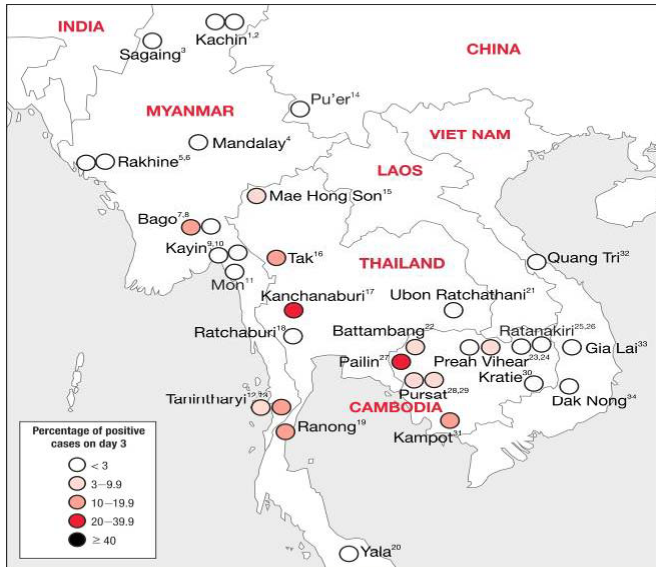 INDIA
Kachin1,2
Sagaing3
CHINA
Pu'er14
MYANMAR
VIET NAM
Mandalay4
Rakhine5,6
LAOS
Mae Hong Son15
Bago7,8
Kayin9,10
Tak16
Quang Tri32
THAILAND
Mon11
Kanchanaburi17
Ubon Ratchathani21
Ratchaburi18
Battambang22
Ratanakiri25,26
Pailin27
Preah Vihear23,24
Gia Lai33
Kratie30
Pursat28,29
Dak Nong34
Tanintharyi12,13
CAMBODIA
Ranong19
Kampot31
Percentage of positive
cases on day 3
< 3
3–9.9
10–19.9
20–39.9
≥ 40
Yala20